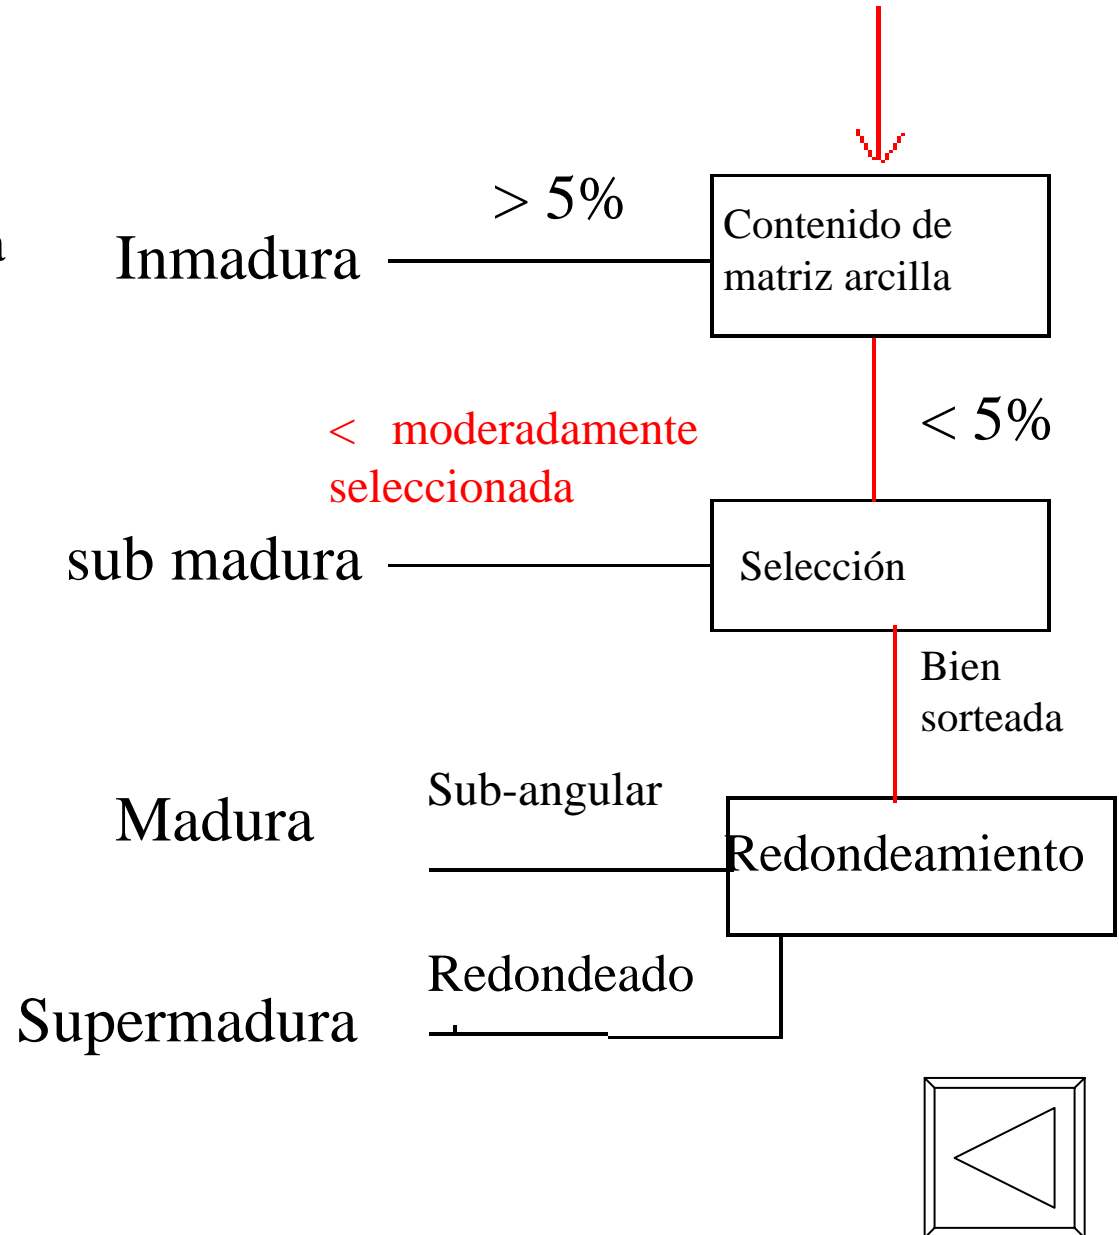 > 5%
Contenido de
matriz arcilla
a
Inmadura
< moderadamente
seleccionada
< 5%
sub madura
Selección
Bien
sorteada
Sub-angular
Madura
Redondeamiento
Redondeado
Supermadura